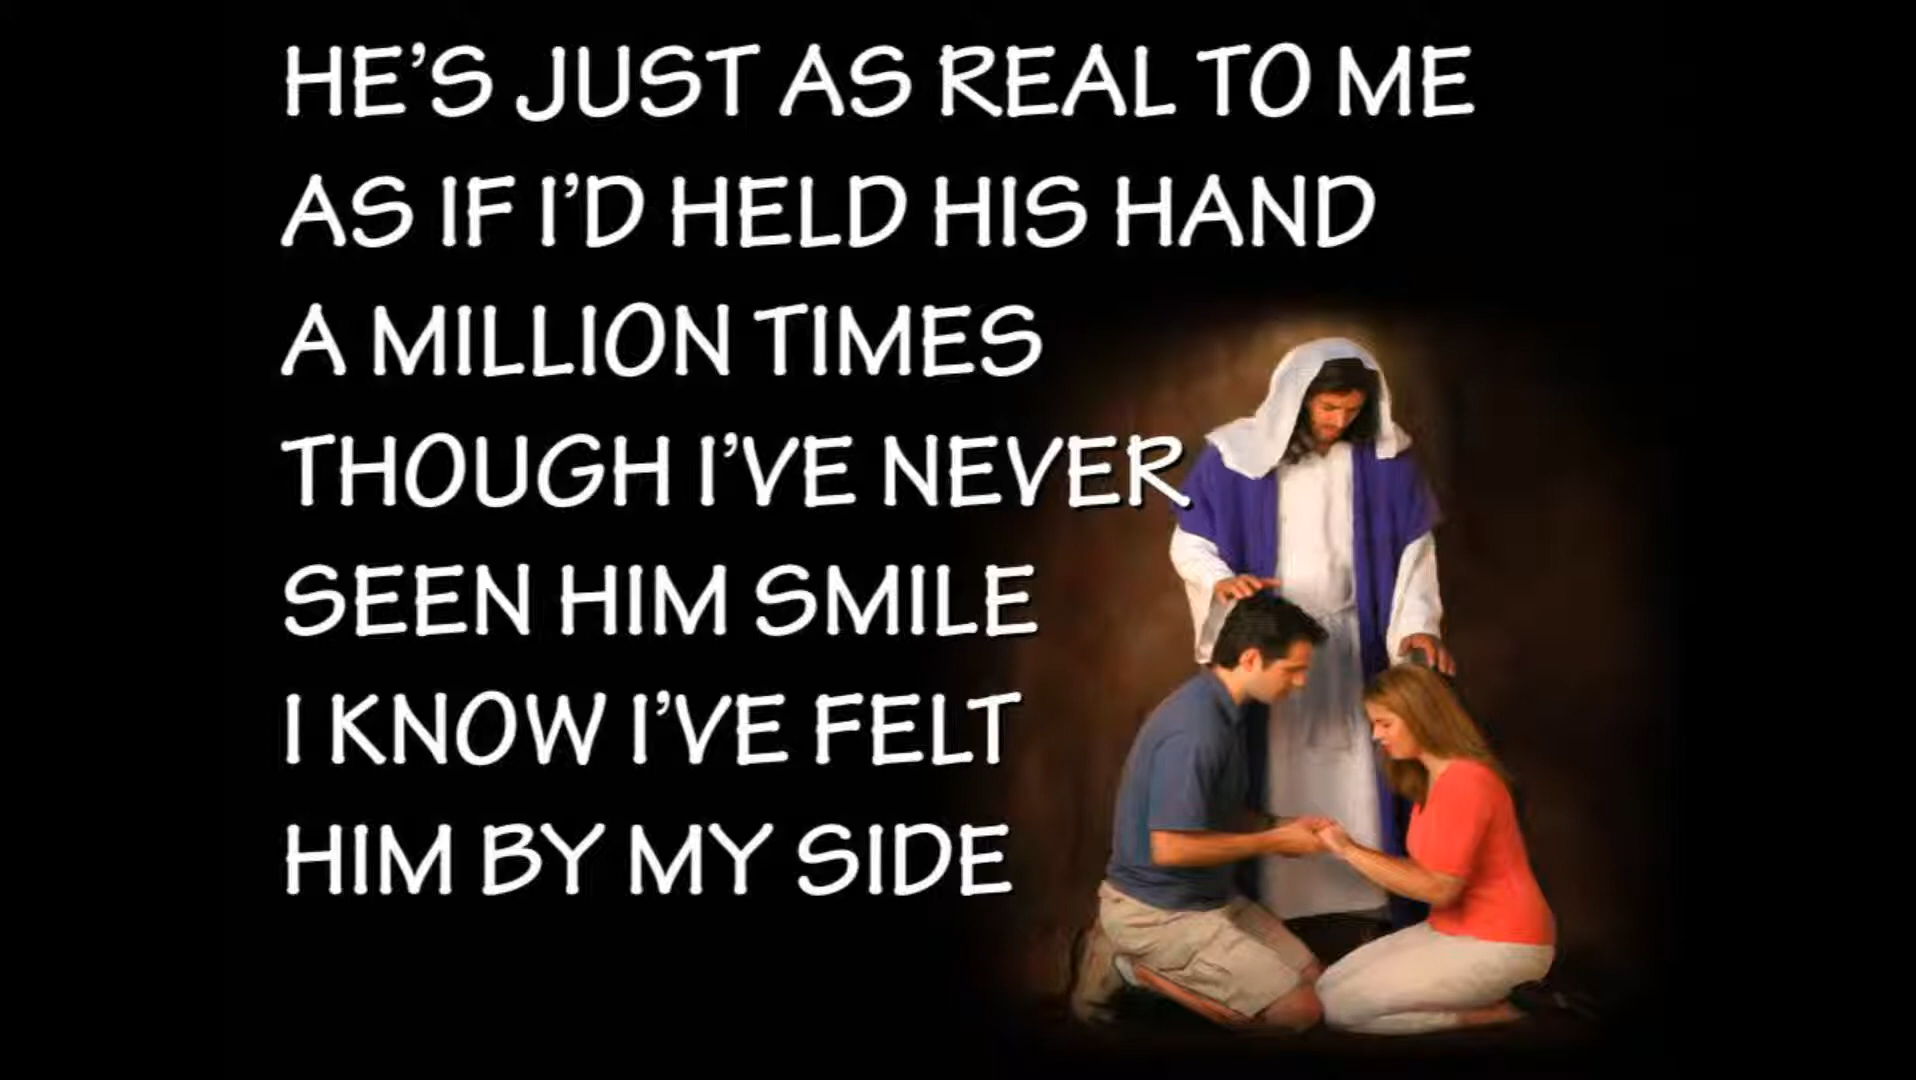 HE'S JUST AS REAL TO ME
AS IF I'D HELD HIS HAND
A MILLION TIMES
THOUGH I'VE NEVER
SEEN HIM SMILE
I KNOW I'VE FELT
HIM BY MY SIDE